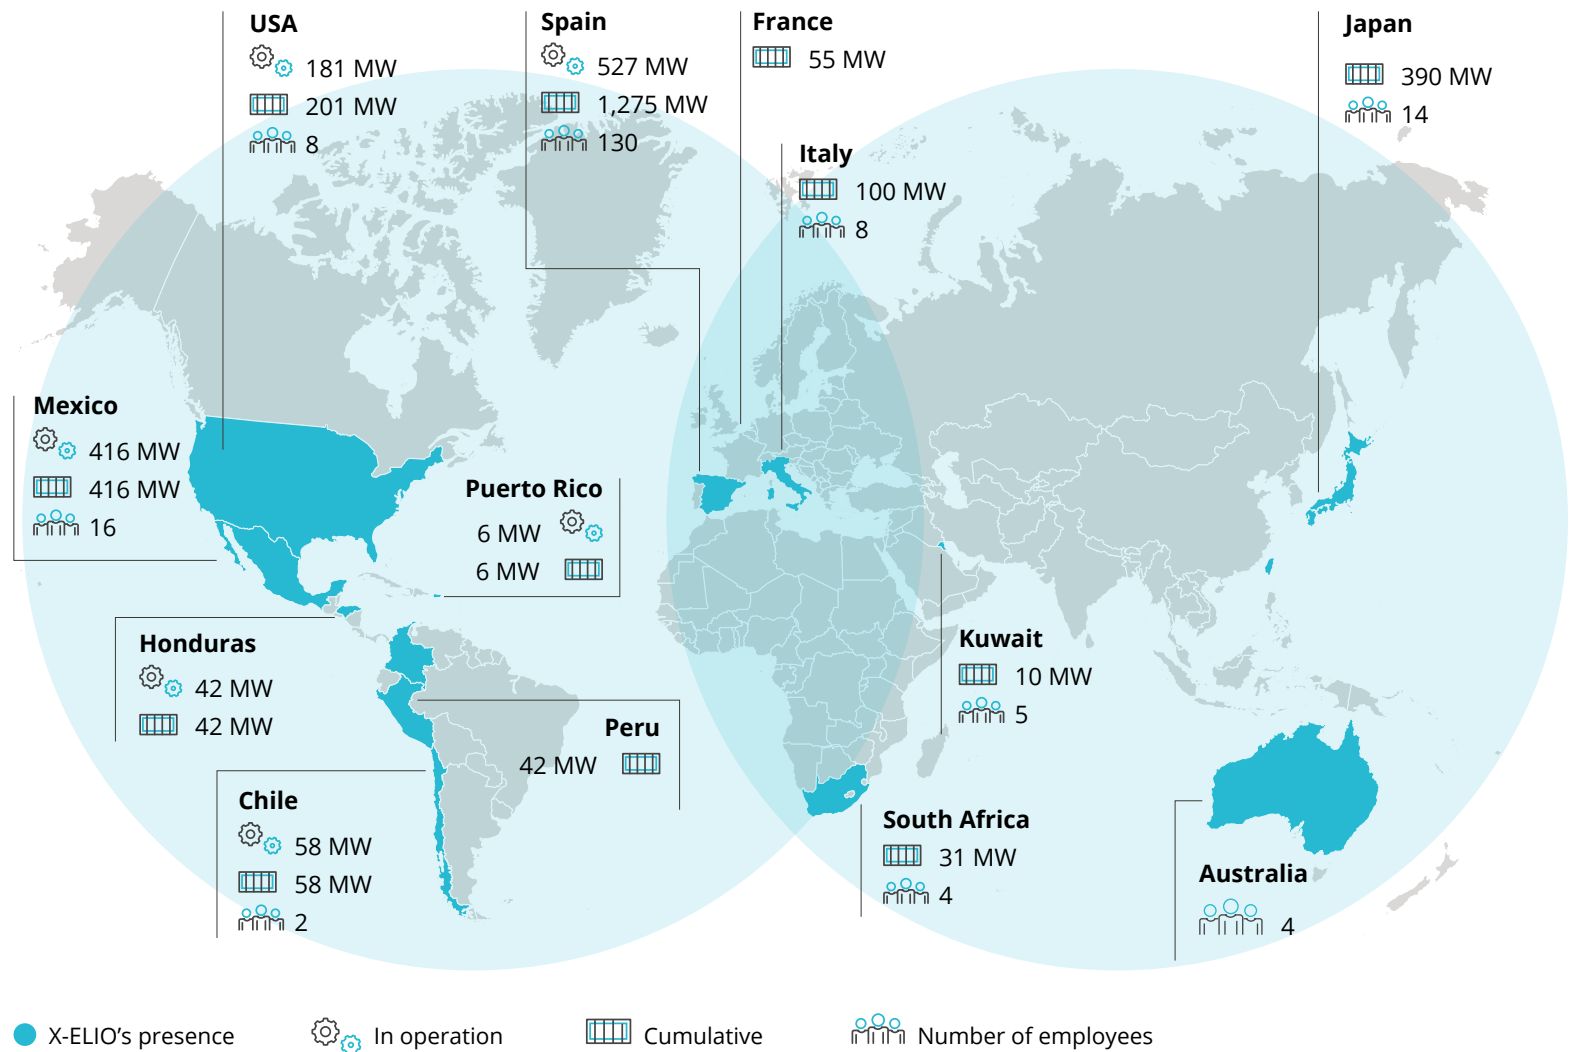 USA
181 MW
201 MW
8
Spain
527 MW
1,275 MW
130
France
55 MW
Japan
390 MW
14
Italy
100 MW
8
Mexico
416 MW
416 MW
16
Puerto Rico
6 MW
6 MW
Honduras
42 MW
42 MW
Peru
42 MW
Kuwait
10 MW
5
Chile
58 MW
58 MW
2
South Africa
31 MW
4
Australia
4
X-ELIO’s presence
In operation
Cumulative
Number of employees